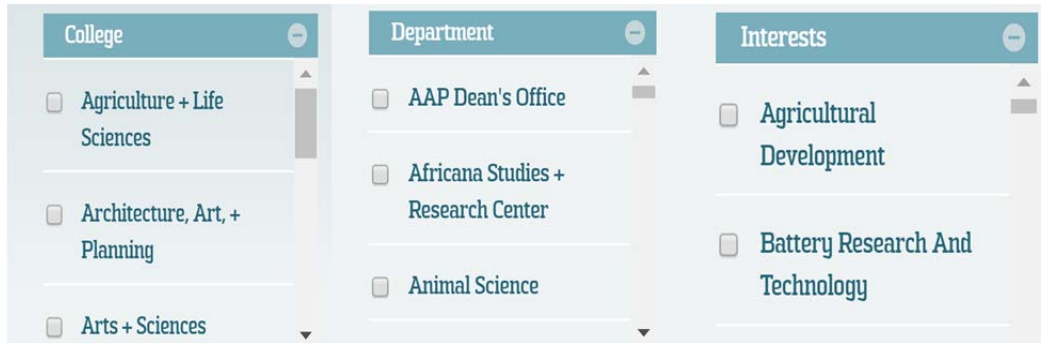 College
Agriculture + Life
Sciences
Architecture, Art, +
Planning
Arts + Sciences
Department
AAP Dean's Office
Africana Studies +
Research Center
Animal Science
Interests
Agricultural
Development
Battery Research And
Technology